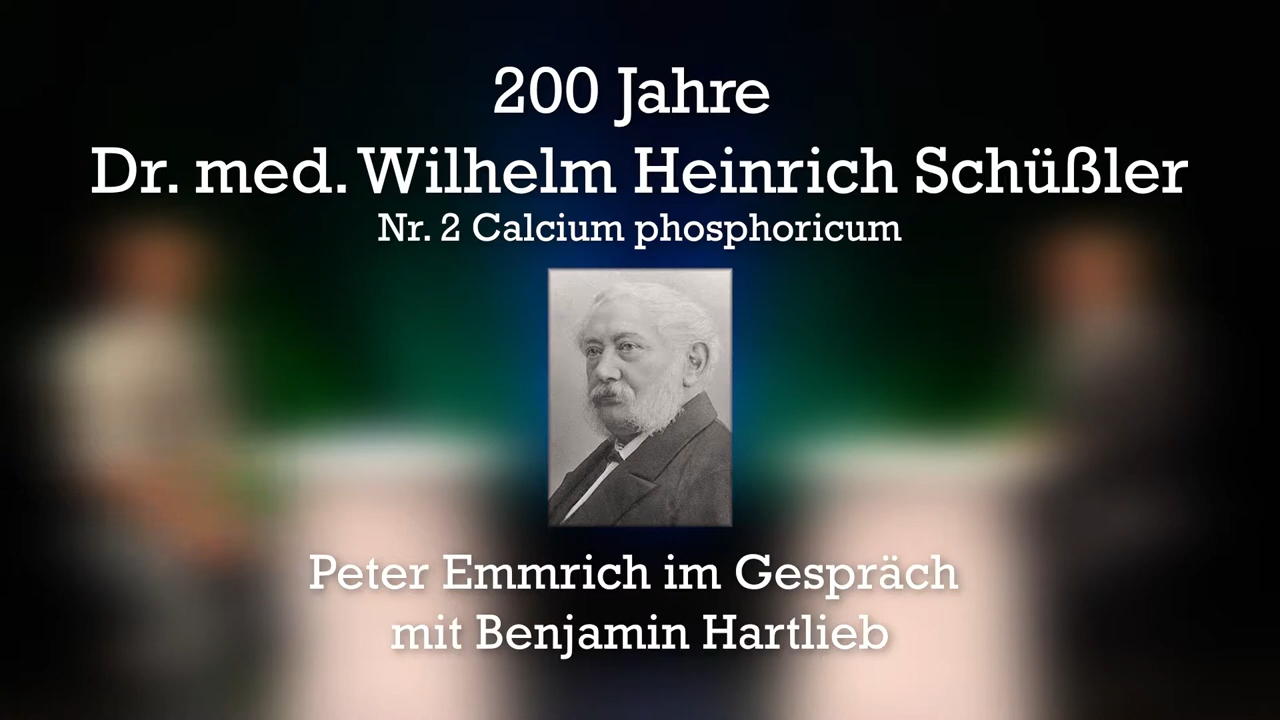 200 Jahre
Dr. med. Wilhelm Heinrich Schüßler
Nr. 2 Calcium phosphoricum
Peter Emmrich im Gespräch
mit Benjamin Hartlieb